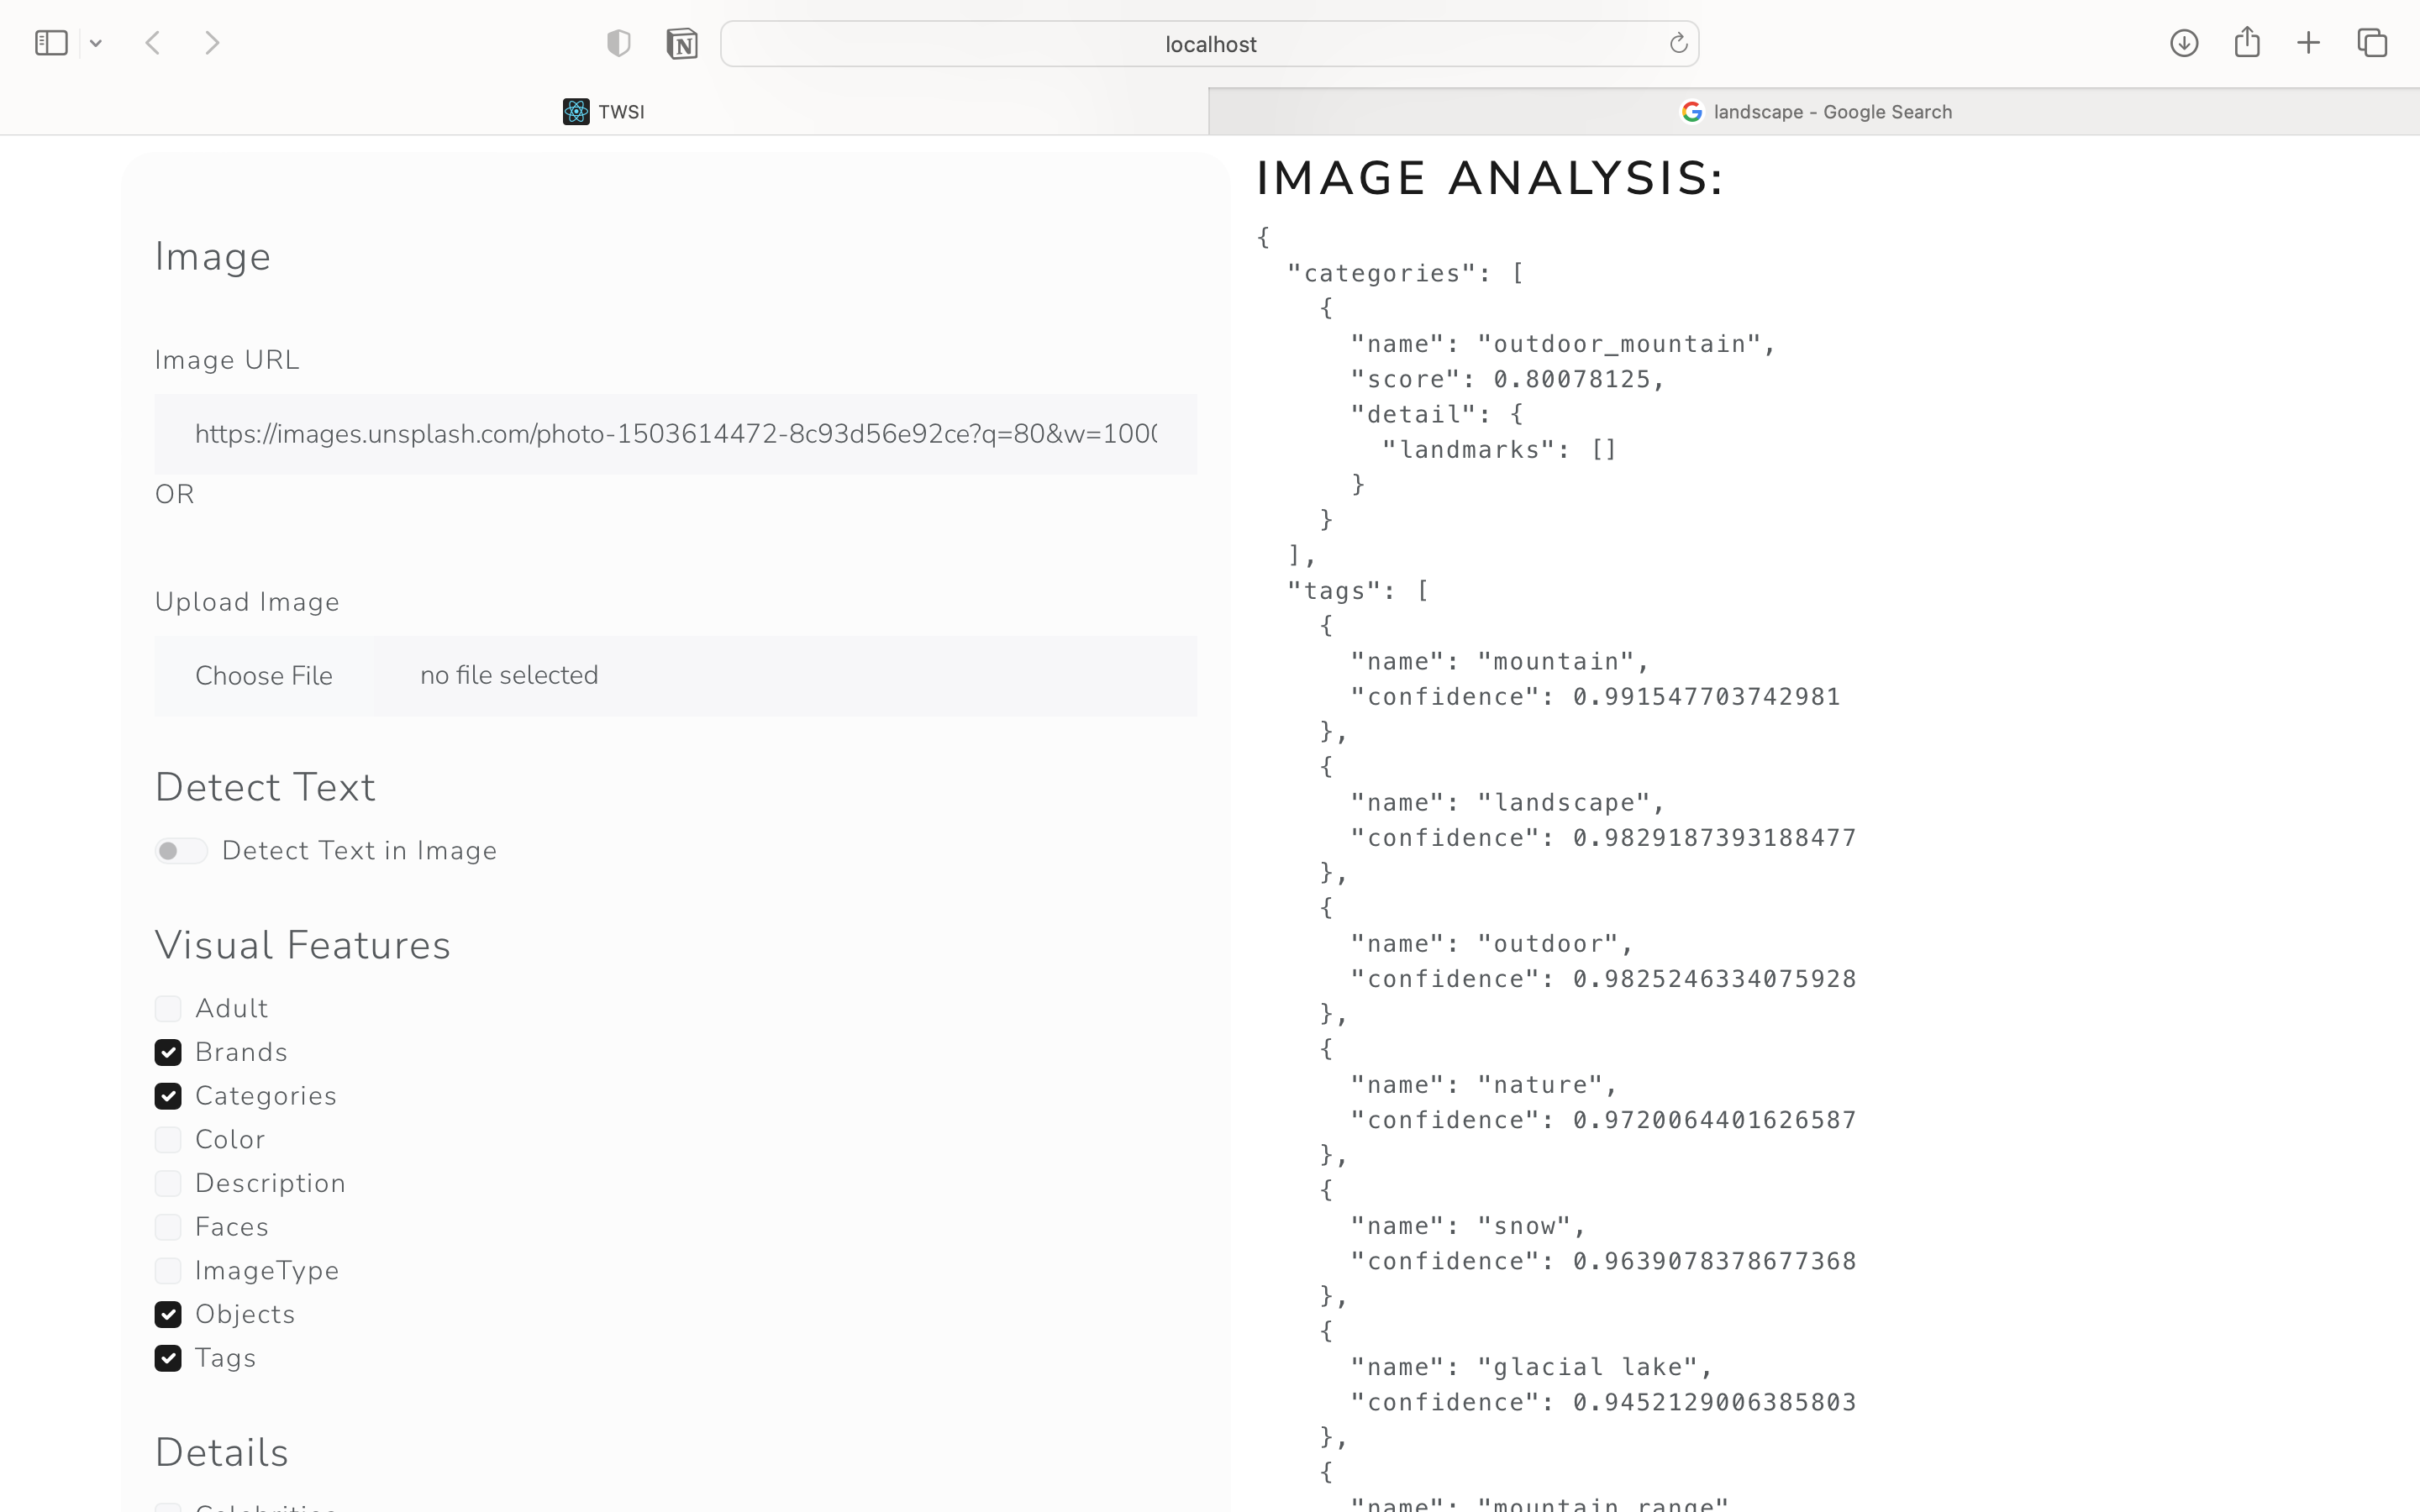 localhost
TWSI
landscape - Google Search
Image
Image URL
https://images.unsplash.com/photo-1503614472-8c93d56e92ce?q=80&w=100
OR
Upload Image
Choose File no file selected
Detect Text
Detect Text in Image
Visual Features
Adult
Brands
Categories
Color
Description
Faces
ImageType
Objects
Tags
Details
Celebrities
IMAGE ANALYSIS:
{
"categories": [
{
"name": "outdoor_mountain",
"score": 0.80078125,
"detail": {
"landmarks": []
}
}
],
"tags": [
{
"name": "mountain",
"confidence": 0.991547703742981
},
{
"name": "landscape",
"confidence": 0.9829187393188477
},
{
"name": "outdoor",
"confidence": 0.9825246334075928
},
{
"name": "nature",
"confidence": 0.9720064401626587
},
{
"name": "snow",
"confidence": 0.9639078378677368
},
{
"name": "glacial lake",
"confidence": 0.9452129006385803
},
{
"name": "mountain range"